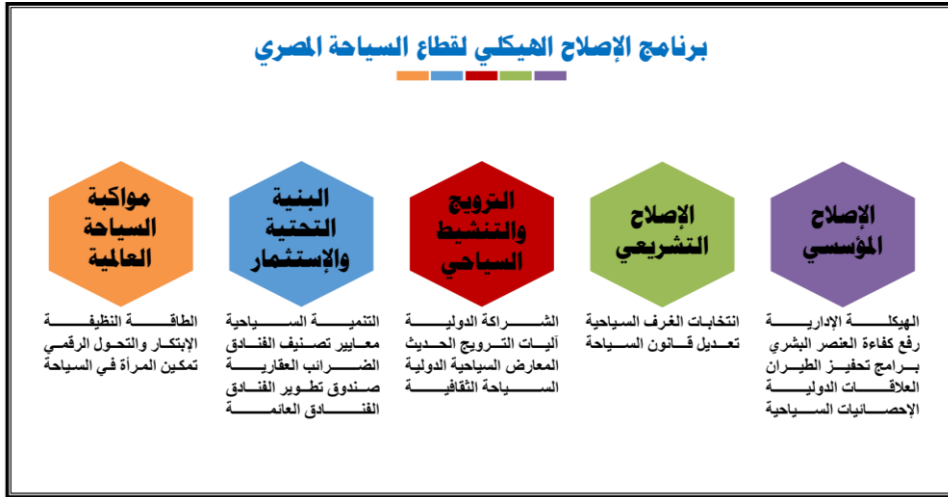 برنامج الإصلاح الهيكلي لقطاع السياحة المصري
الإصلاح
المؤسسي
الهيكلة الإدارية
رفع كفاءة العنصر البشري
برامج تحفيز الطيران
العلاقات الدولية
الإحصائيات السياحية
الإصلاح
التشريعي
انتخابات الغرف السياحية
تعديل قانون السياحة
الترويج
والتنشيط
السياحي
الشراكة الدولية
آليات الترويج الحديث
المعارض السياحية الدولية
السياحة الثقافية
البنية
التحتية
والإستثمار
التنمية السياحية
معايير تصنيف الفنادق
الضرائب العقارية
صندوق تطوير الفنادق
الفنادق العائمة
مواكبة
السياحة
العالمية
الطاقة النظيفة
الإبتكار والتحول الرقمي
تمكين المرأة في السياحة